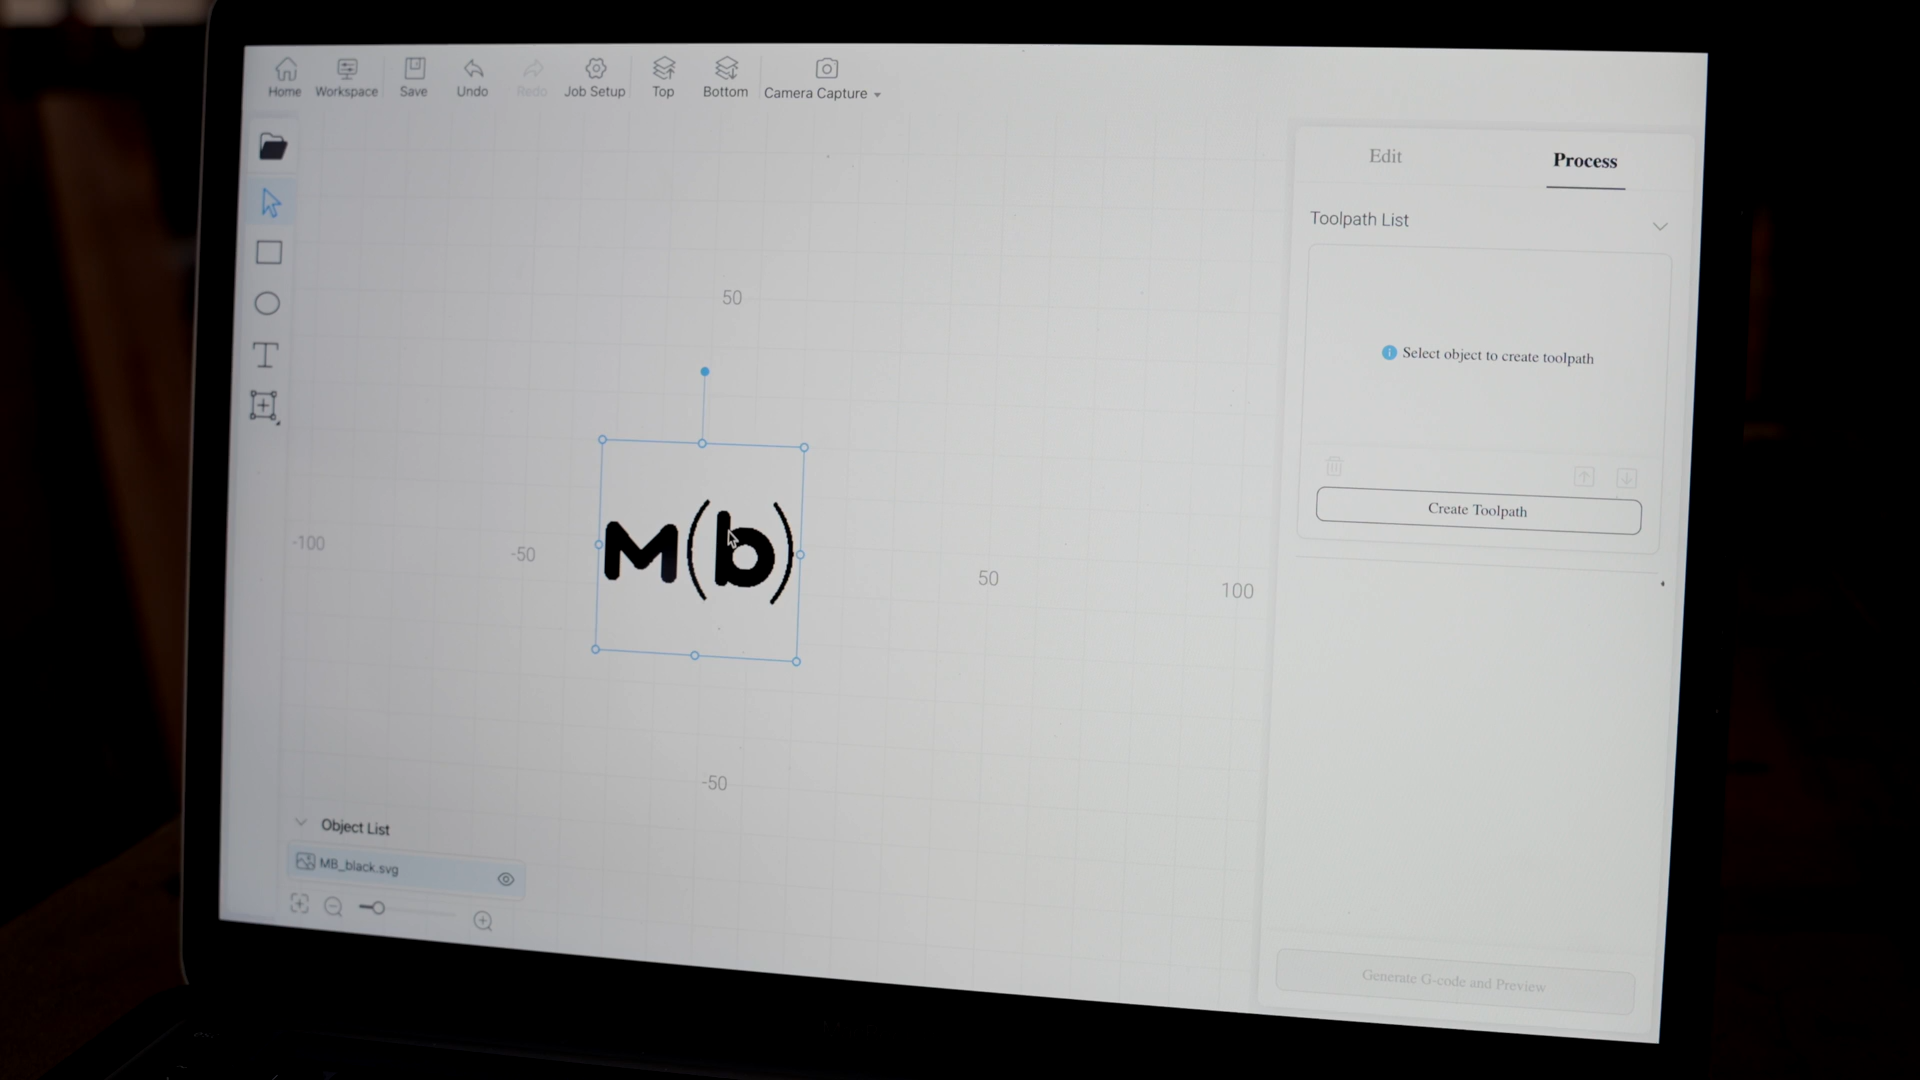 Home Workspace Save Undo Redo Job Setup Top Bottom Camera Capture
Edit Process
Toolpath List
Select object to create toolpath
Create Toolpath
50
-100 -50 50 100
M(b)
-50
Object List
MB_black.svg
Generate G-code and Preview